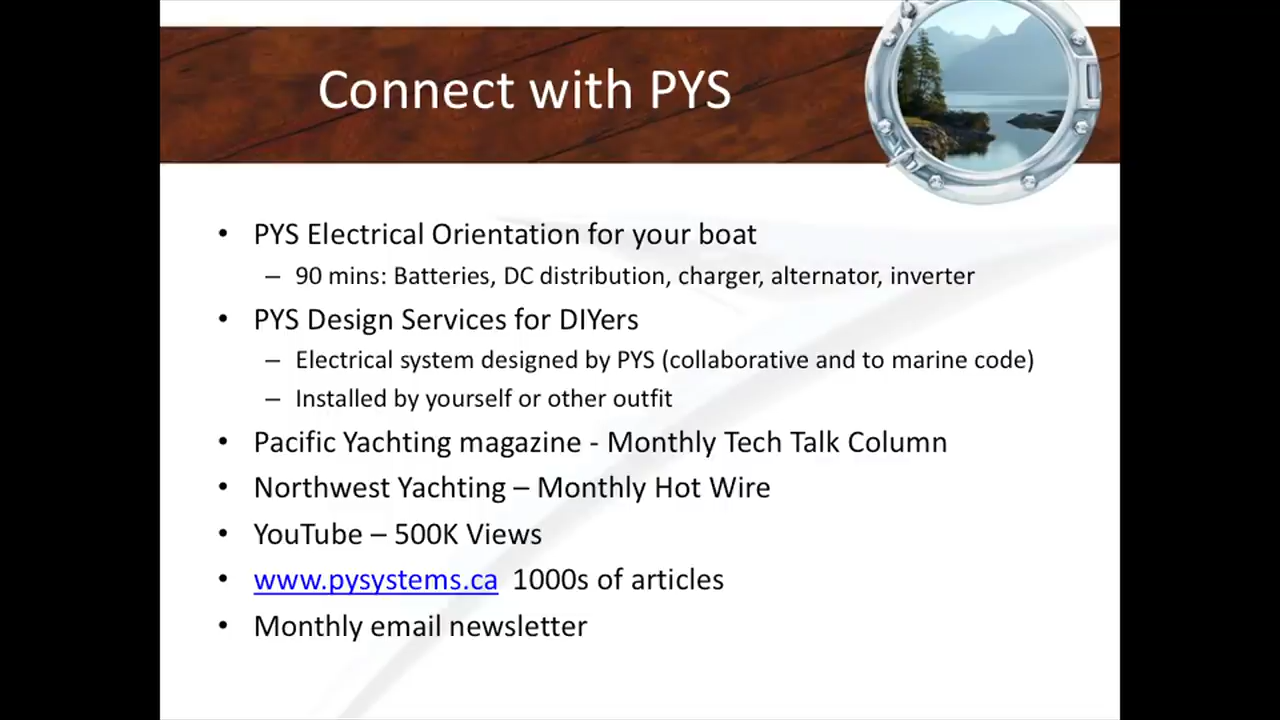 Connect with PYS
• PYS Electrical Orientation for your boat
– 90 mins: Batteries, DC distribution, charger, alternator, inverter
• PYS Design Services for DIYers
– Electrical system designed by PYS (collaborative and to marine code)
– Installed by yourself or other outfit
• Pacific Yachting magazine - Monthly Tech Talk Column
• Northwest Yachting – Monthly Hot Wire
• YouTube – 500K Views
• www.pysystems.ca 1000s of articles
• Monthly email newsletter